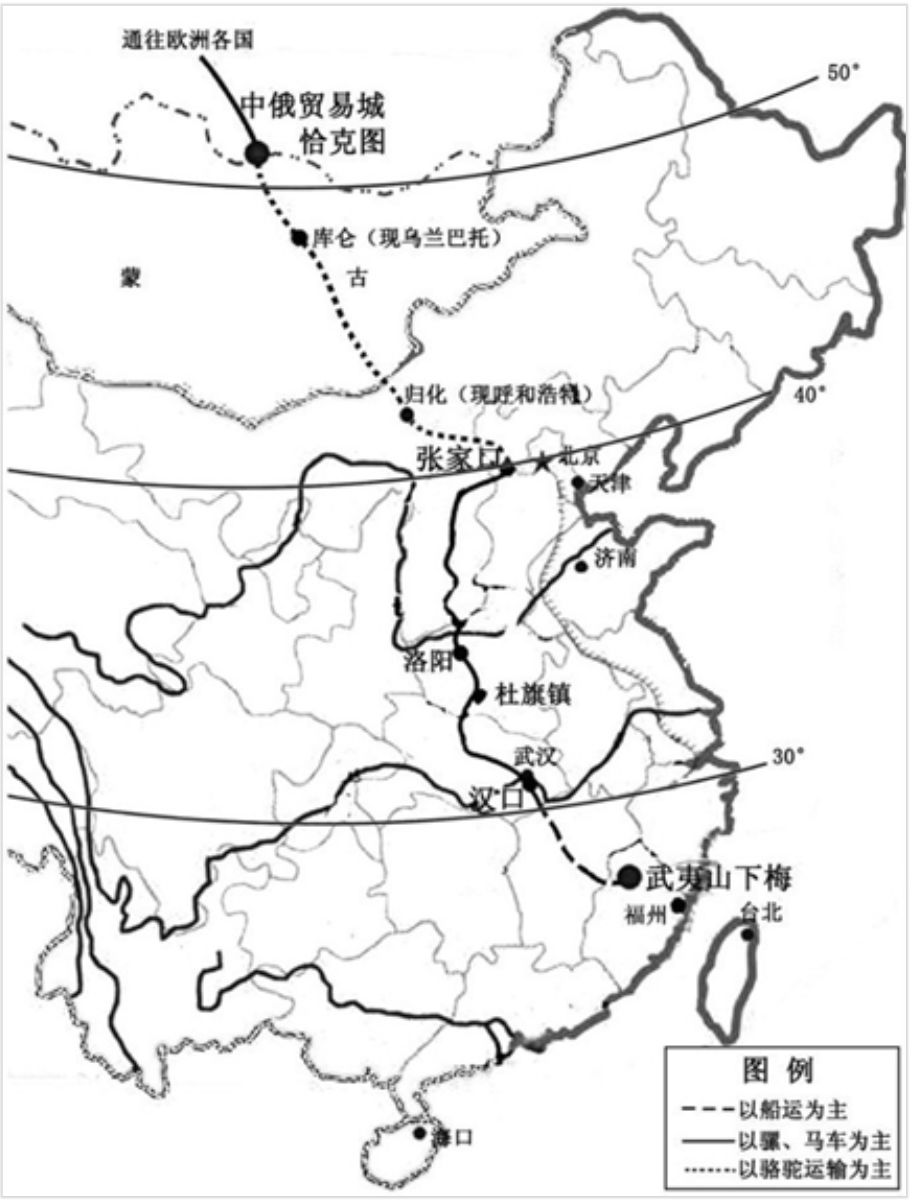 通往欧洲各国
50°
中俄贸易城
恰克图
库仑（现乌兰巴托）
蒙 古
归化（现呼和浩特）
40°
张家口
北京
天津
济南
洛阳
杜旗镇
武汉
30°
汉口
武夷山下梅
福州
台北
图 例
以船运为主
以骡、马车为主
以骆驼运输为主
海口